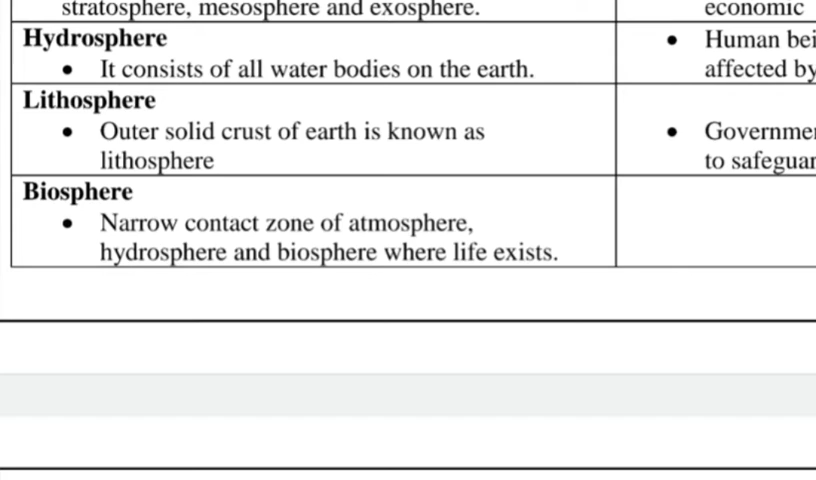 stratosphere, mesosphere and exosphere.
economic
Hydrosphere
• It consists of all water bodies on the earth.
• Human bei
affected by
Lithosphere
• Outer solid crust of earth is known as
lithosphere
• Governme
to safeguar
Biosphere
• Narrow contact zone of atmosphere,
hydrosphere and biosphere where life exists.